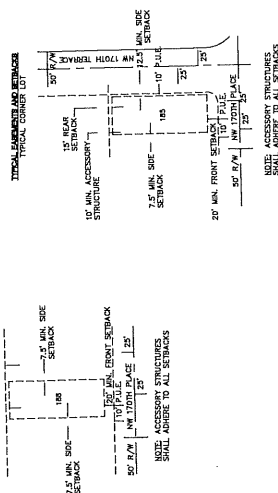 TYPICAL EASEMENTS AND SETBACKS
TYPICAL CORNER LOT
50' R/W
NW 170TH TERRACE
25'
12.5' MIN. SIDE
SETBACK
10' P.U.E.
25'
15' REAR
SETBACK
10' MIN. ACCESSORY
STRUCTURE
185
7.5' MIN. SIDE
SETBACK
20' MIN. FRONT SETBACK
10' P.U.E.
NW 170TH PLACE
50' R/W
25'
25'
NOTE: ACCESSORY STRUCTURES
SHALL ADHERE TO ALL SETBACKS
7.5' MIN. SIDE
SETBACK
188
7.5' MIN. SIDE
SETBACK
20' MIN. FRONT SETBACK
10' P.U.E.
NW 170TH PLACE
50' R/W
25'
25'
NOTE: ACCESSORY STRUCTURES
SHALL ADHERE TO ALL SETBACKS